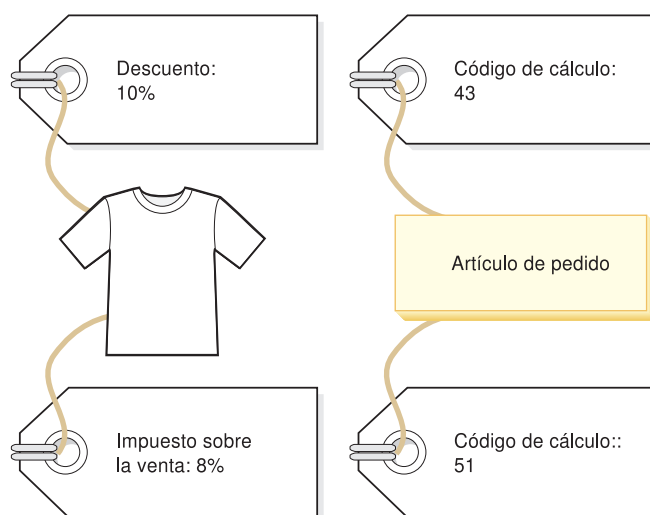 Descuento:
10%
Código de cálculo:
43
Artículo de pedido
Impuesto sobre
la venta: 8%
Código de cálculo::
51